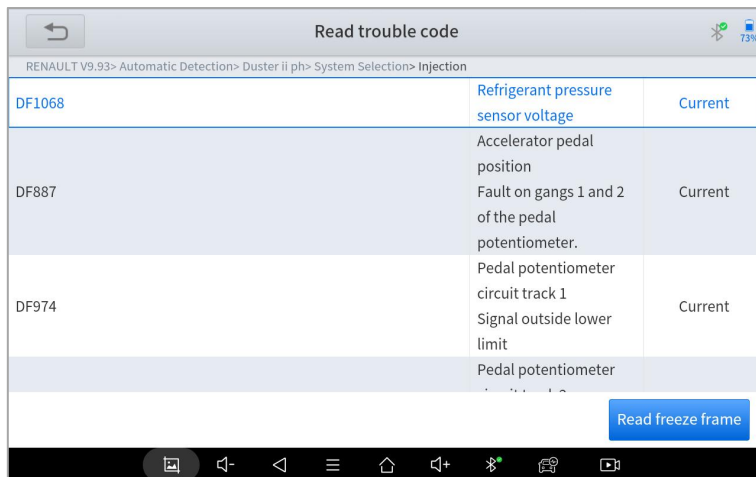 Read trouble code
73%
RENAULT V9.93> Automatic Detection> Duster ii ph> System Selection> Injection
DF1068
Refrigerant pressure
sensor voltage
Current
DF887
Accelerator pedal
position
Fault on gangs 1 and 2
of the pedal
potentiometer.
Current
DF974
Pedal potentiometer
circuit track 1
Signal outside lower
limit
Current
Pedal potentiometer
Read freeze frame